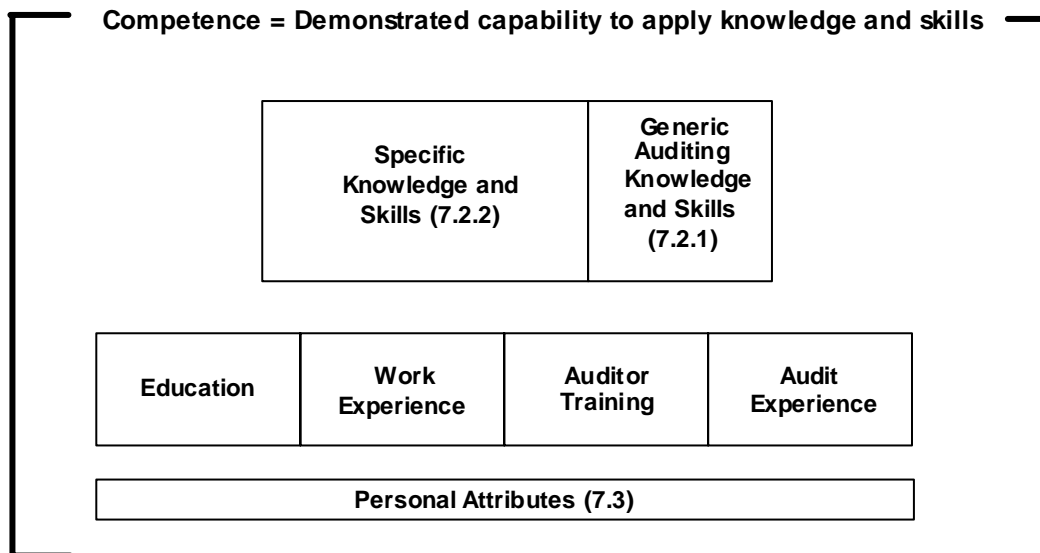 Competence = Demonstrated capability to apply knowledge and skills
Specific
Knowledge and
Skills (7.2.2)
Generic
Auditing
Knowledge
and Skills
(7.2.1)
Education
Work
Experience
Auditor
Training
Audit
Experience
Personal Attributes (7.3)